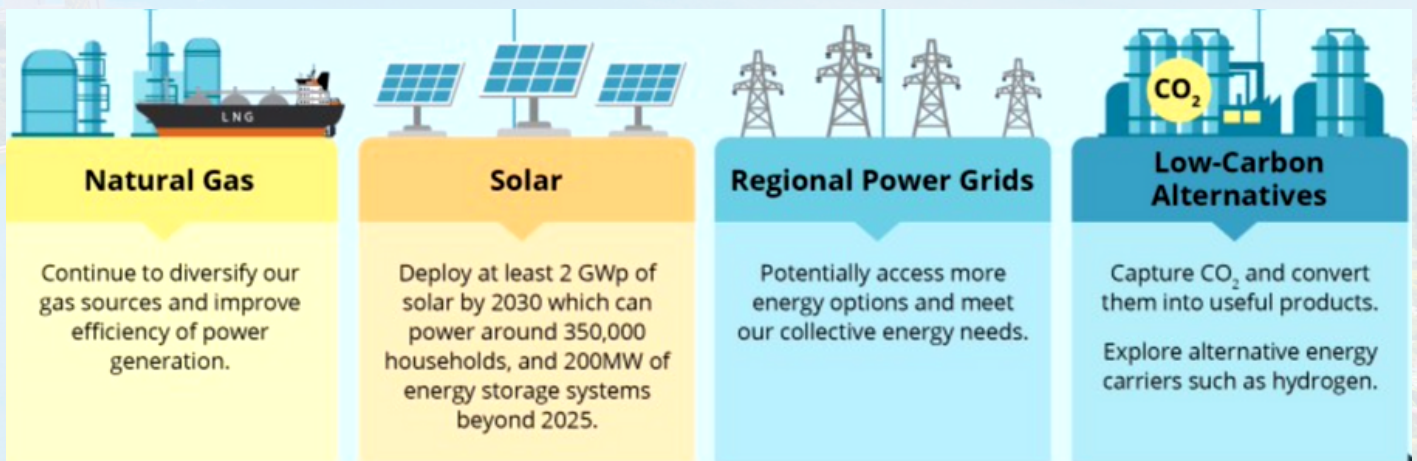 LNG
CO₂
Natural Gas
Continue to diversify our
gas sources and improve
efficiency of power
generation.
Solar
Deploy at least 2 GWp of
solar by 2030 which can
power around 350,000
households, and 200MW of
energy storage systems
beyond 2025.
Regional Power Grids
Potentially access more
energy options and meet
our collective energy needs.
Low-Carbon
Alternatives
Capture CO₂ and convert
them into useful products.
Explore alternative energy
carriers such as hydrogen.